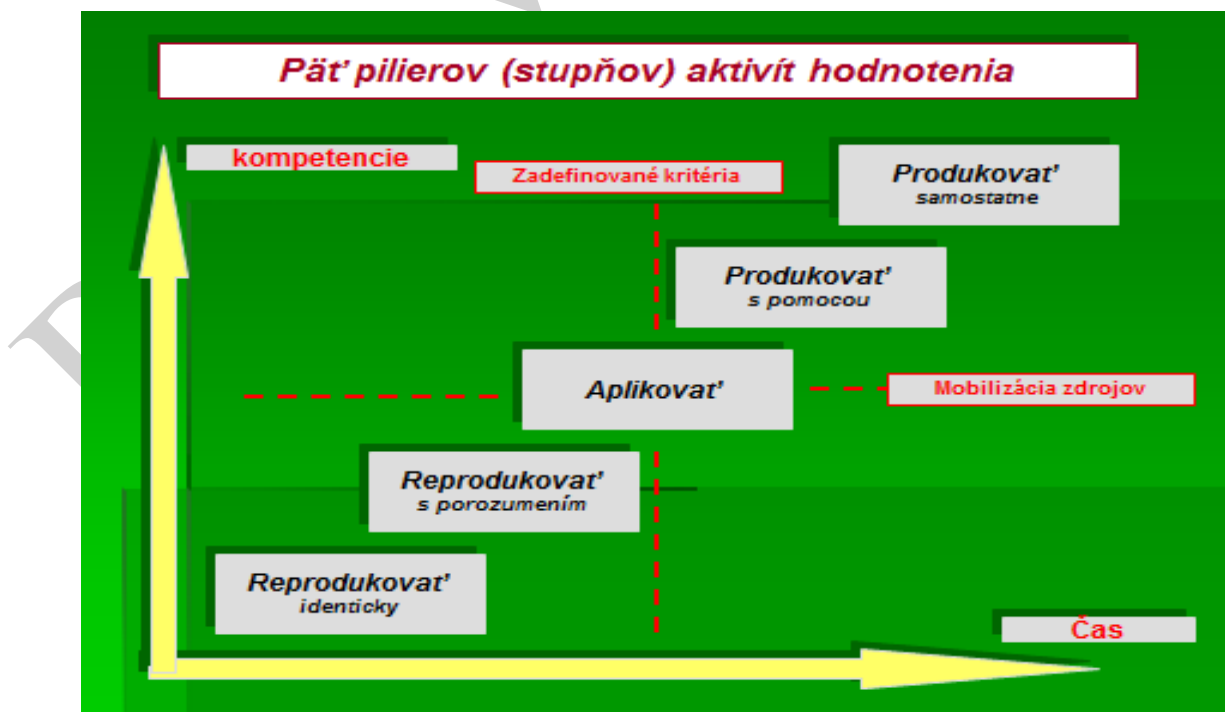 Päť pilierov (stupňov) aktivít hodnotenia
kompetencie
Zadefinované kritéria
Produkovať
samostatne
Produkovať
s pomocou
Aplikovať
Mobilizácia zdrojov
Reprodukovať
s porozumením
Reprodukovať
identicky
Čas